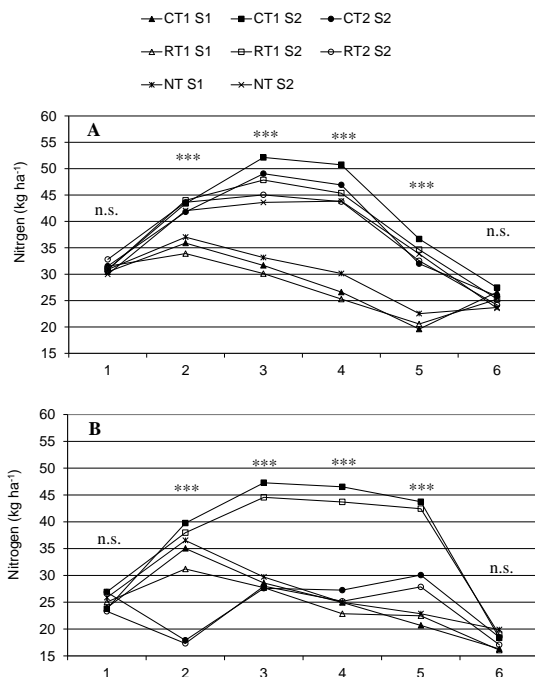 CT1 S1 CT1 S2 CT2 S2
RT1 S1 RT1 S2 RT2 S2
NT S1 NT S2
60
55
50
45
40
35
30
25
20
15
Nitrgen (kg ha⁻¹)
A
n.s.
***
***
***
***
n.s.
1 2 3 4 5 6
60
55
50
45
40
35
30
25
20
15
Nitrogen (kg ha⁻¹)
B
n.s.
***
***
***
***
n.s.
1 2 3 4 5 6